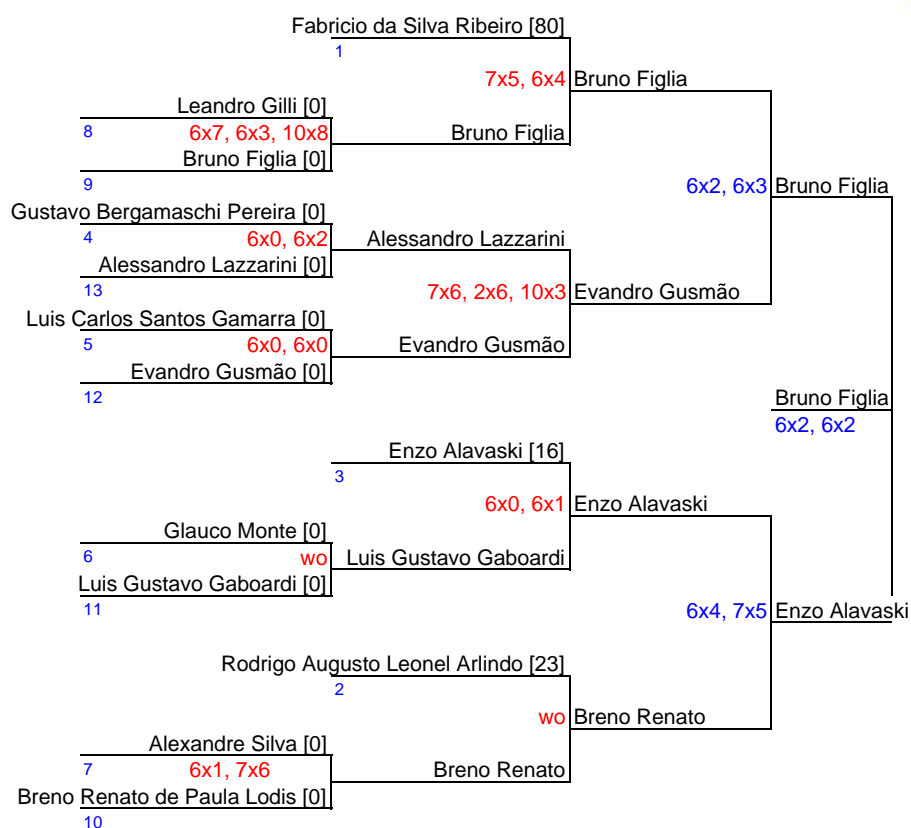 Fabricio da Silva Ribeiro [80]
1
7x5, 6x4 Bruno Figlia
Leandro Gilli [0]
8 6x7, 6x3, 10x8 Bruno Figlia
Bruno Figlia [0]
9
6x2, 6x3 Bruno Figlia
Gustavo Bergamaschi Pereira [0]
4 6x0, 6x2 Alessandro Lazzarini
Alessandro Lazzarini [0]
13
7x6, 2x6, 10x3 Evandro Gusmão
Luis Carlos Santos Gamarra [0]
5 6x0, 6x0 Evandro Gusmão
Evandro Gusmão [0]
12
Bruno Figlia
6x2, 6x2
Enzo Alavaski [16]
3
6x0, 6x1 Enzo Alavaski
Glauco Monte [0]
6 wo Luis Gustavo Gaboardi
Luis Gustavo Gaboardi [0]
11
6x4, 7x5 Enzo Alavaski
Rodrigo Augusto Leonel Arlindo [23]
2
wo Breno Renato
Alexandre Silva [0]
7 6x1, 7x6 Breno Renato
Breno Renato de Paula Lodis [0]
10